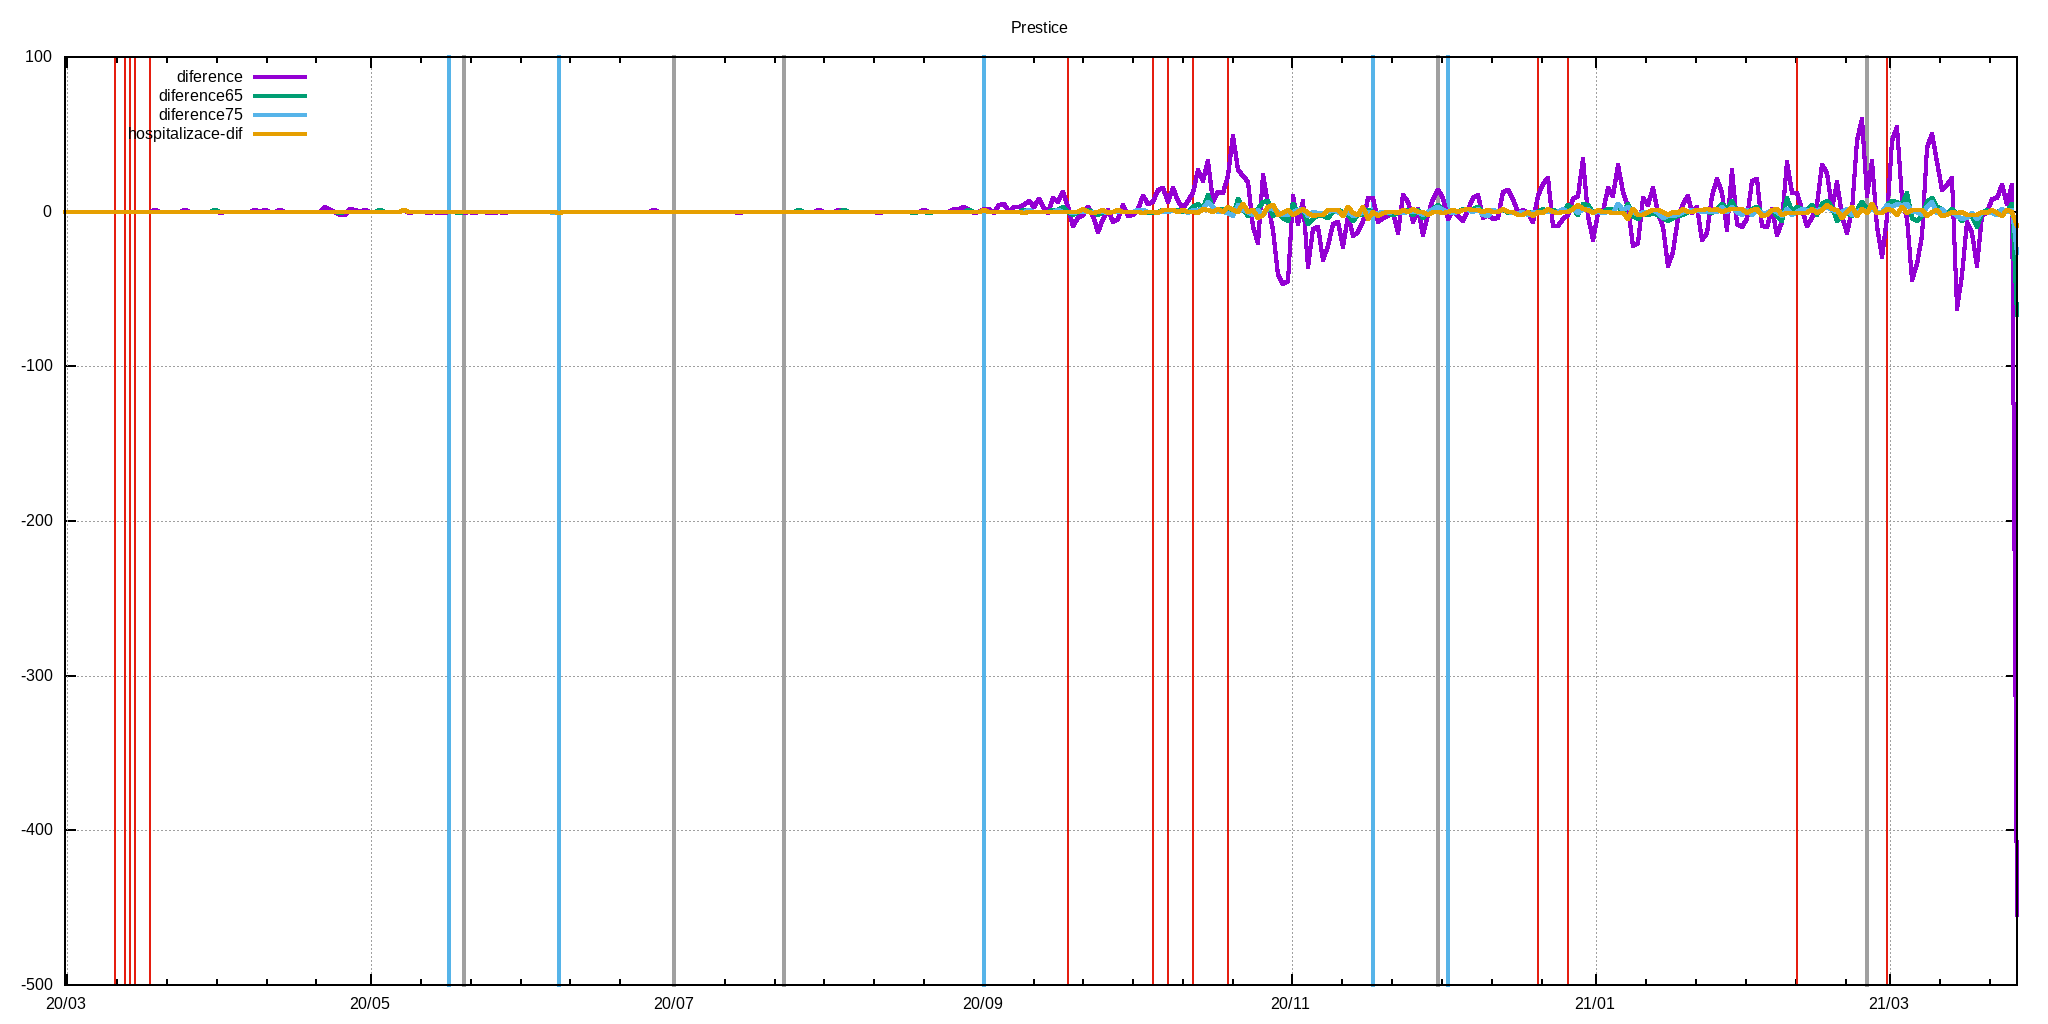 Prestice
100
0
-100
-200
-300
-400
-500
diference
diference65
diference75
hospitalizace-dif
20/03 20/05 20/07 20/09 20/11 21/01 21/03